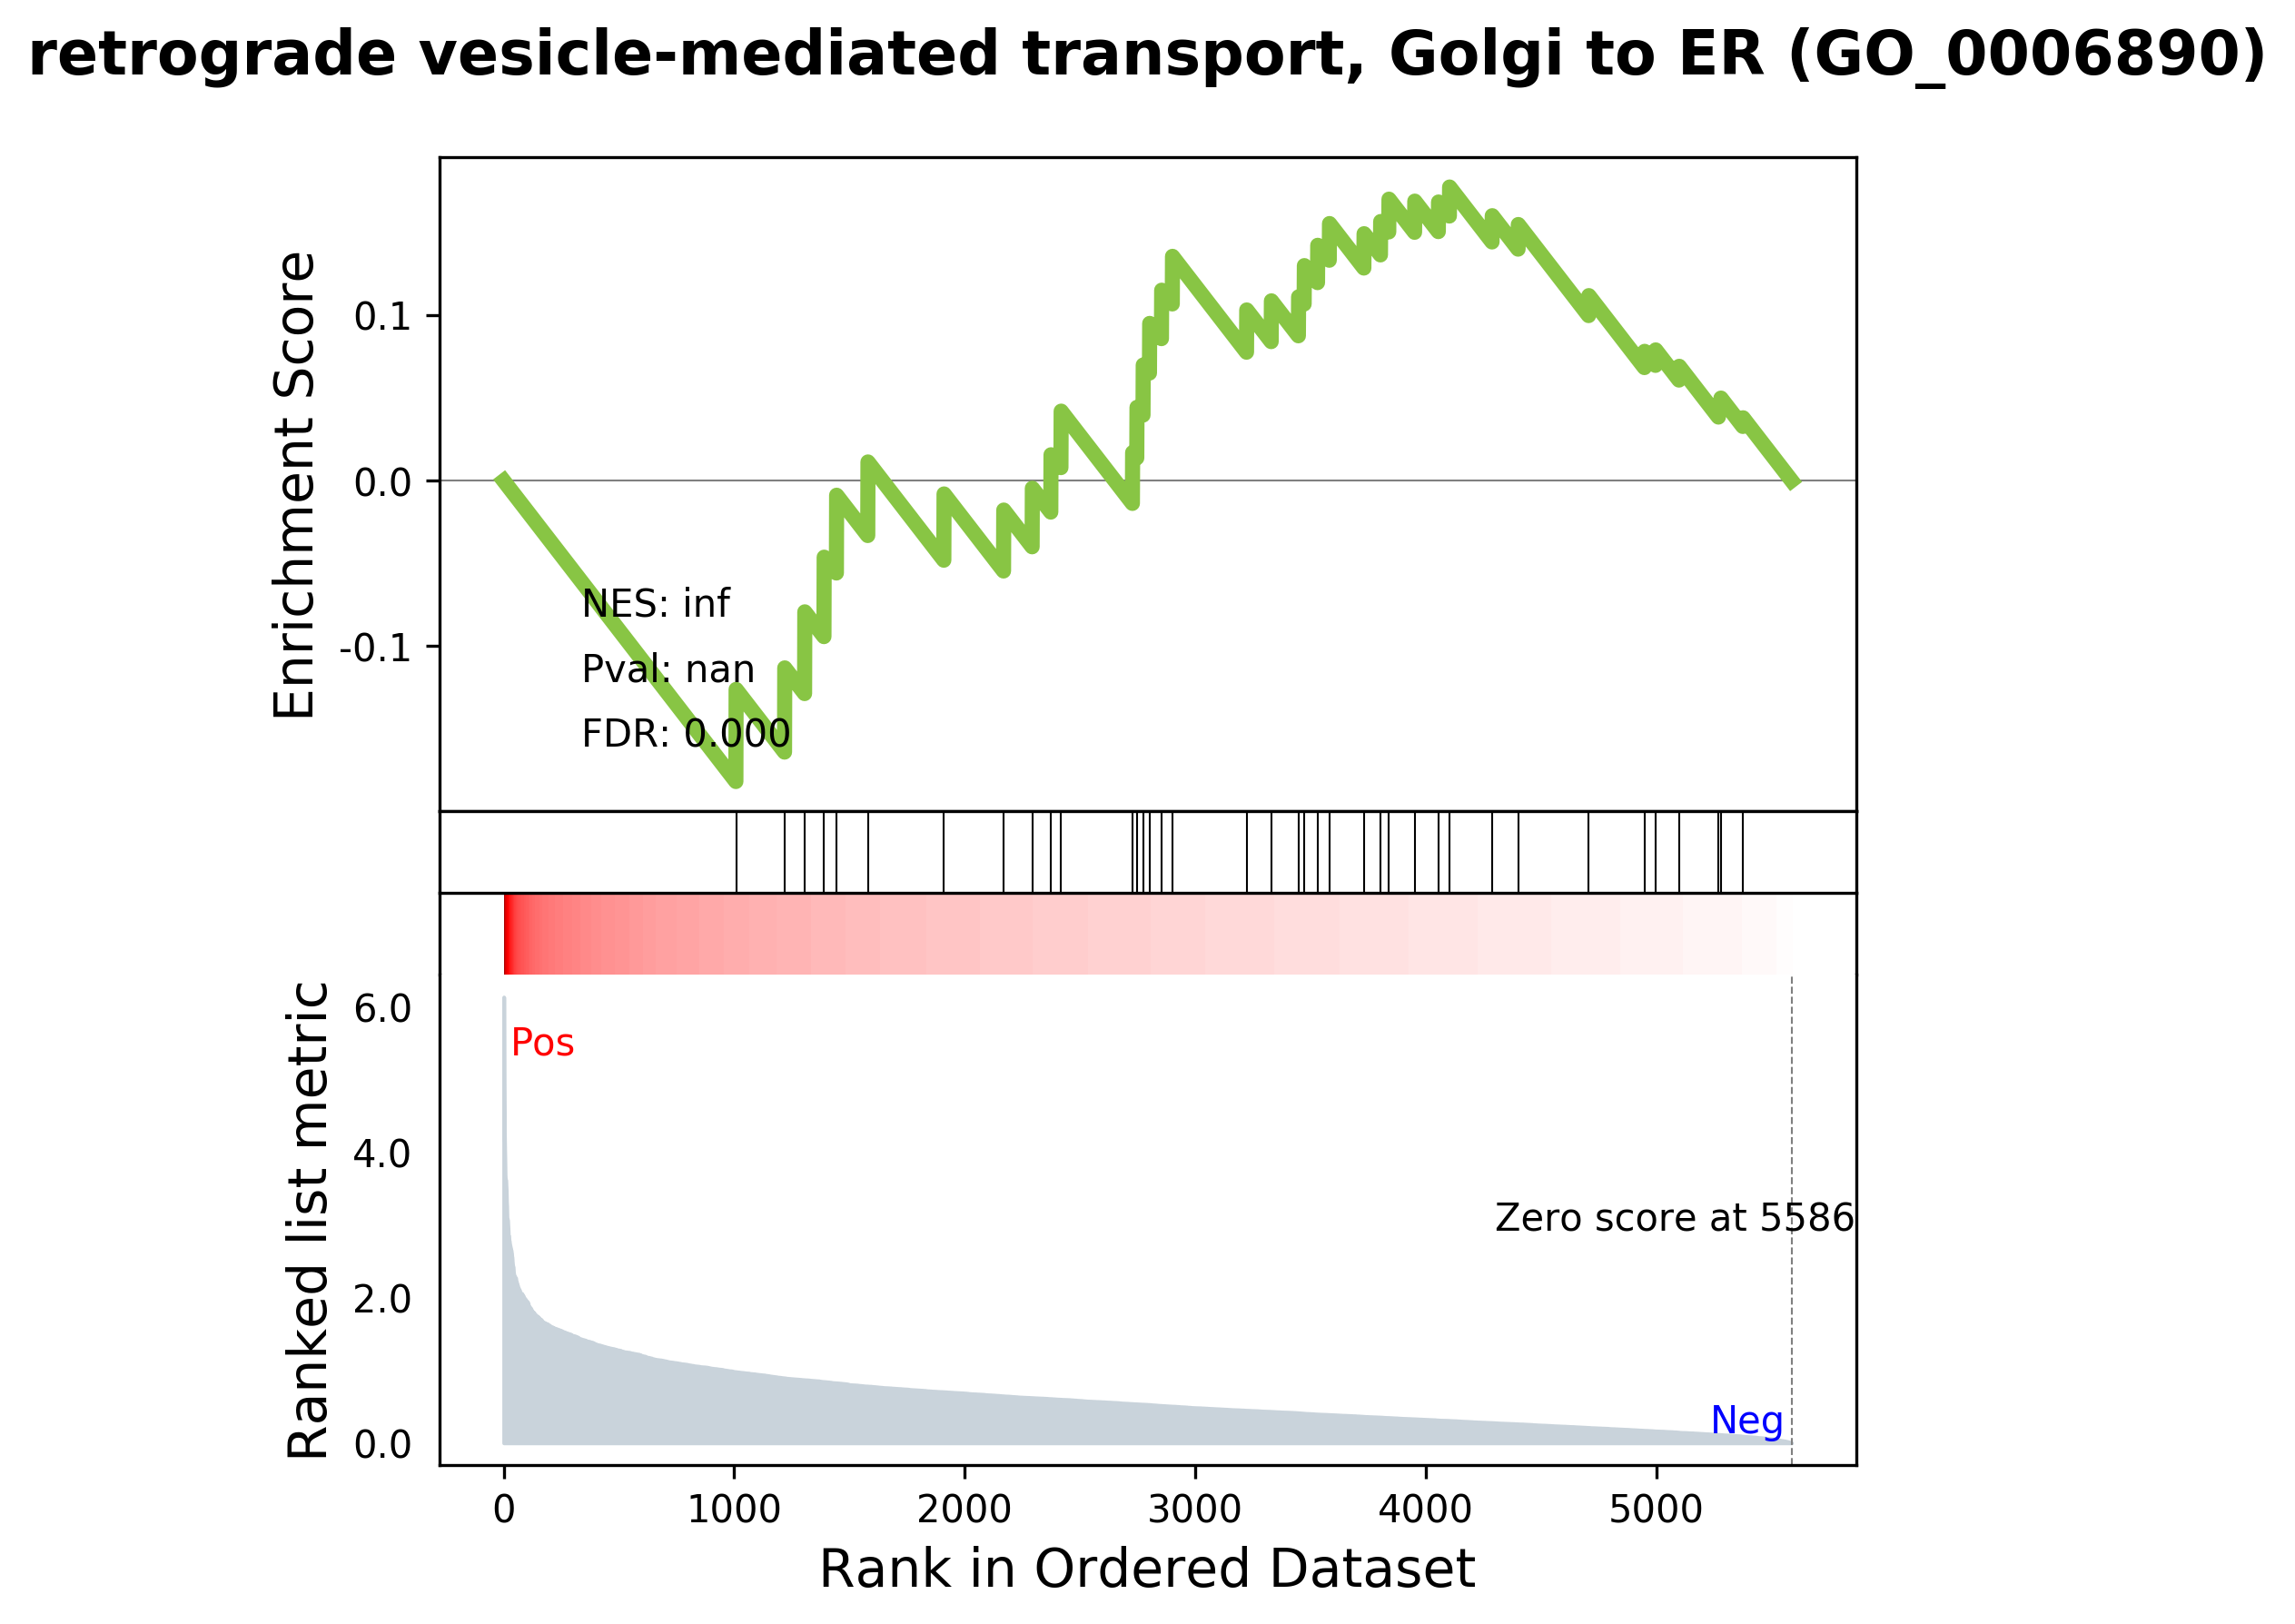 retrograde vesicle-mediated transport, Golgi to ER (GO_0006890)
Enrichment Score
0.1
0.0
-0.1
NES: inf
Pval: nan
FDR: 0.000
Ranked list metric
6.0
4.0
2.0
0.0
Pos
Zero score at 5586
Neg
0 1000 2000 3000 4000 5000
Rank in Ordered Dataset